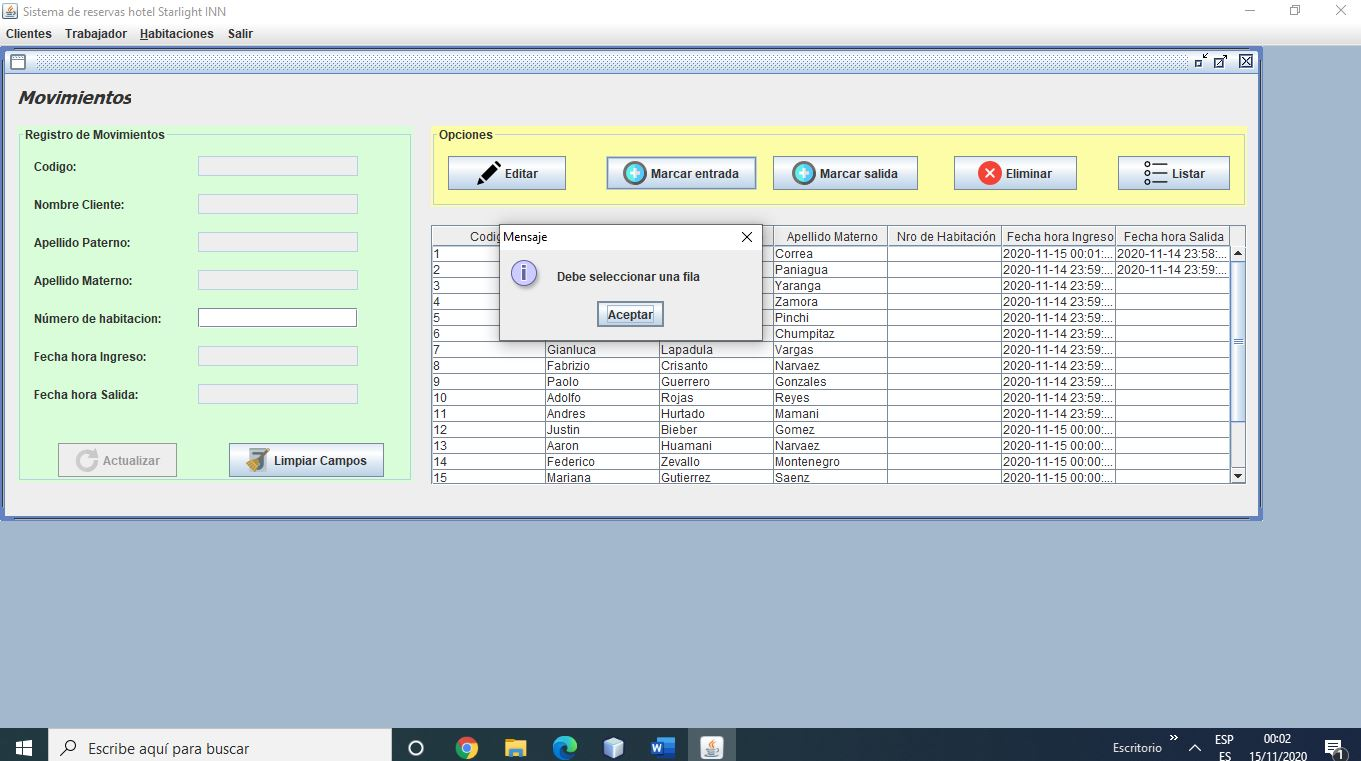 Sistema de reservas hotel Starlight INN
Clientes Trabajador Habitaciones Salir
Movimientos
Registro de Movimientos
Codigo:
Nombre Cliente:
Apellido Paterno:
Apellido Materno:
Número de habitacion:
Fecha hora Ingreso:
Fecha hora Salida:
Actualizar Limpiar Campos
Opciones
Editar Marcar entrada Marcar salida Eliminar Listar
Apellido Materno Nro de Habitación Fecha hora Ingreso Fecha hora Salida
1 Correa 2020-11-15 00:01:... 2020-11-14 23:58:...
2 Paniagua 2020-11-14 23:59:... 2020-11-14 23:59:...
3 Yaranga 2020-11-14 23:59:...
4 Zamora 2020-11-14 23:59:...
5 Pinchi 2020-11-14 23:59:...
6 Chumpitaz 2020-11-14 23:59:...
7 Gianluca Lapadula Vargas 2020-11-14 23:59:...
8 Fabrizio Crisanto Narvaez 2020-11-14 23:59:...
9 Paolo Guerrero Gonzales 2020-11-14 23:59:...
10 Adolfo Rojas Reyes 2020-11-14 23:59:...
11 Andres Hurtado Mamani 2020-11-14 23:59:...
12 Justin Bieber Gomez 2020-11-15 00:00:...
13 Aaron Huamani Narvaez 2020-11-15 00:00:...
14 Federico Zevallo Montenegro 2020-11-15 00:00:...
15 Mariana Gutierrez Saenz 2020-11-15 00:00:...
Mensaje
Debe seleccionar una fila
Aceptar
Escribe aquí para buscar
Escritorio
ESP
ES
00:02
15/11/2020
1